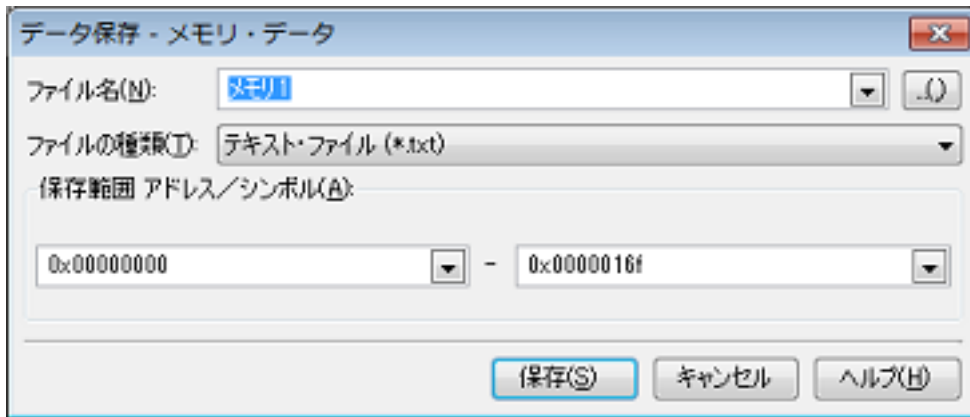 データ保存 - メモリ・データ
ファイル名(N): メモリ1 ...()
ファイルの種類(T): テキスト・ファイル (*.txt)
保存範囲 アドレス／シンボル(A):
0x00000000 - 0x0000016f
保存(S) キャンセル ヘルプ(H)